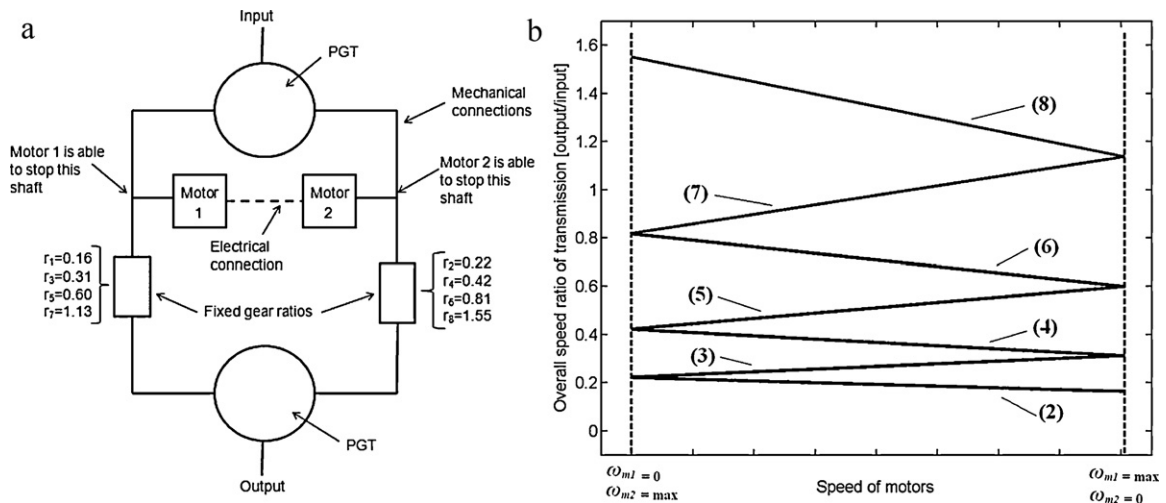 a
Input
PGT
Mechanical
connections
Motor 1 is able
to stop this
shaft
Motor 2 is able to
stop this
shaft
Motor
1
Motor
2
Electrical
connection
r₁=0.16
r₃=0.31
r₅=0.60
r₇=1.13
Fixed gear ratios
r₂=0.22
r₄=0.42
r₆=0.81
r₈=1.55
PGT
Output
b
Overall speed ratio of transmission [output/input]
1.6
1.4
1.2
1
0.8
0.6
0.4
0.2
0
(8)
(7)
(6)
(5)
(4)
(3)
(2)
ωm1 = 0
ωm2 = max
Speed of motors
ωm1 = max
ωm2 = 0